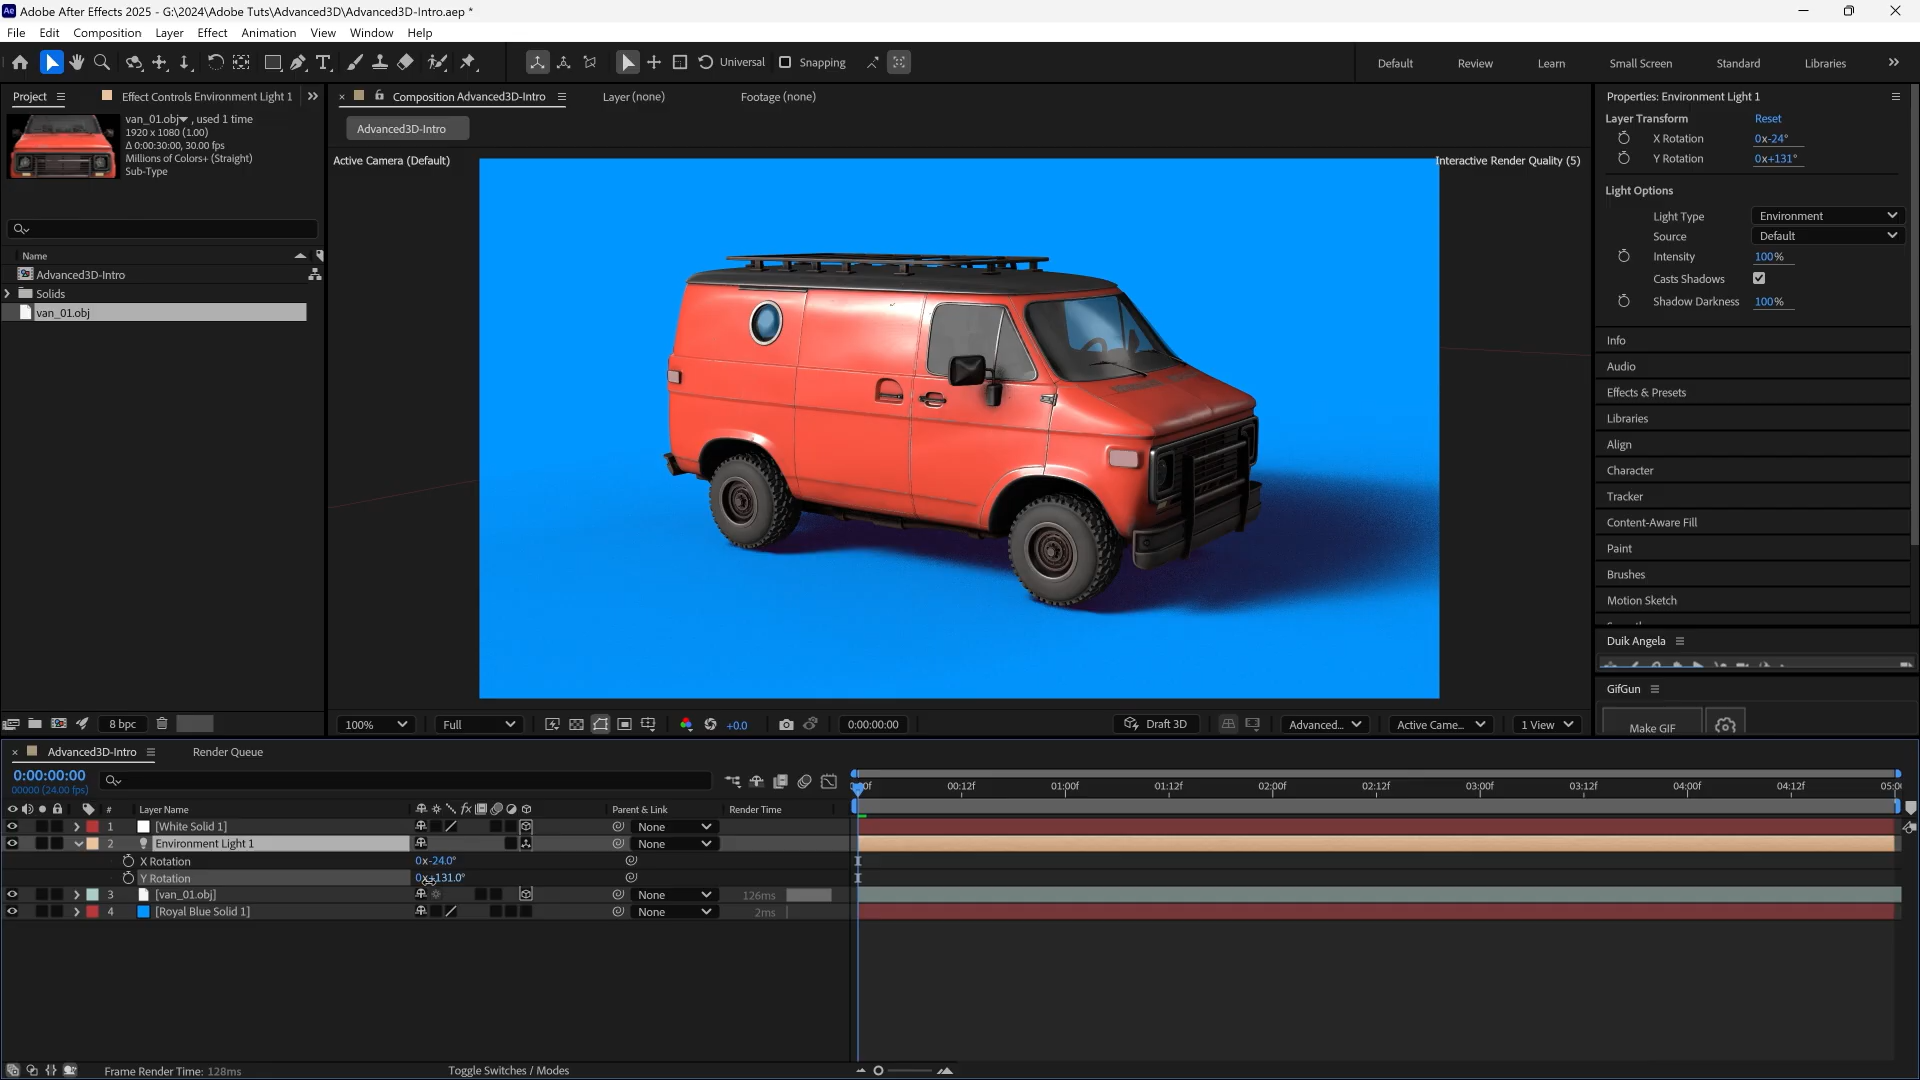 Adobe After Effects 2025 - G:\2024\Adobe Tuts\Advanced3D\Advanced3D-Intro.aep *
File Edit Composition Layer Effect Animation View Window Help
Universal Snapping Default Review Learn Small Screen Standard Libraries
Project Effect Controls Environment Light 1
van_01.obj , used 1 time
1920 x 1080 (1.00)
Δ 0:00:30:00, 30.00 fps
Millions of Colors+ (Straight)
Sub-Type
Name
Advanced3D-Intro
Solids
van_01.obj
8 bpc
Composition Advanced3D-Intro Layer (none) Footage (none)
Advanced3D-Intro
Active Camera (Default) Interactive Render Quality (5)
100% Full +0.0 0:00:00:00 Draft 3D Advanced... Active Came... 1 View
Properties: Environment Light 1
Layer Transform Reset
X Rotation 0x-24°
Y Rotation 0x+131°
Light Options
Light Type Environment
Source Default
Intensity 100%
Casts Shadows
Shadow Darkness 100%
Info
Audio
Effects & Presets
Libraries
Align
Character
Tracker
Content-Aware Fill
Paint
Brushes
Motion Sketch
Duik Angela
GifGun
Make GIF
Advanced3D-Intro Render Queue
0:00:00:00
00000 (24.00 fps)
00:12f 01:00f 01:12f 02:00f 02:12f 03:00f 03:12f 04:00f 04:12f
# Layer Name Parent & Link Render Time
1 [White Solid 1] None
2 Environment Light 1 None
X Rotation 0x-24.0°
Y Rotation 0x+131.0°
3 [van_01.obj] None 126ms
4 [Royal Blue Solid 1] None 2ms
Frame Render Time: 128ms Toggle Switches / Modes